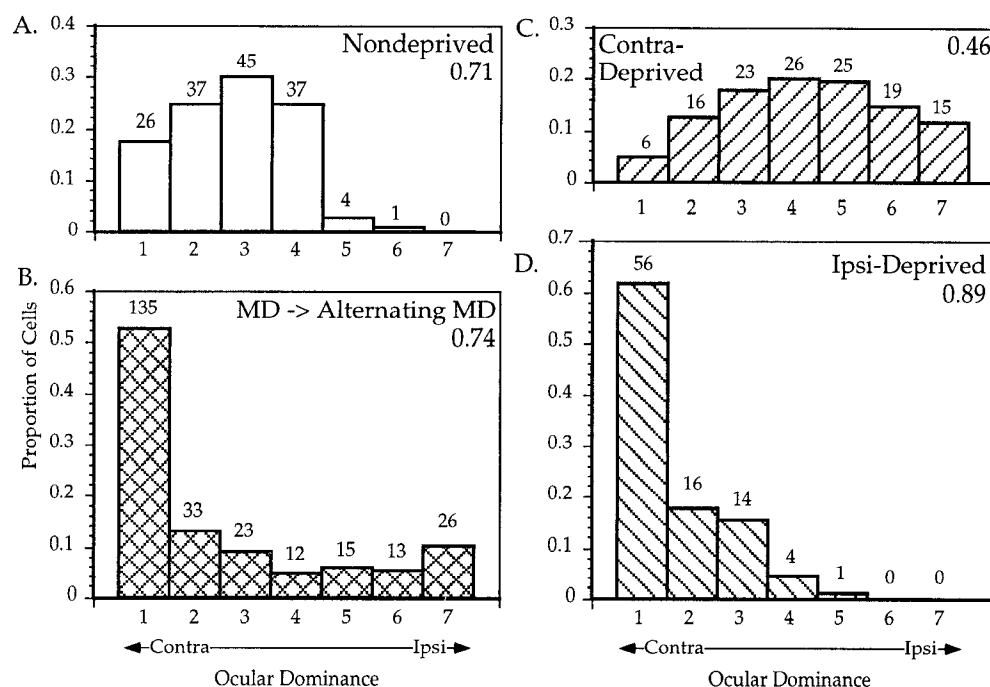 A.
Nondeprived
0.71
0.4
0.3
0.2
0.1
0
26
37
45
37
4
1
0
1 2 3 4 5 6 7
B.
MD -> Alternating MD
0.74
Proportion of Cells
0.6
0.5
0.4
0.3
0.2
0.1
0
135
33
23
12
15
13
26
1 2 3 4 5 6 7
Contra
Ipsi
Ocular Dominance
C.
Contra-
Deprived
0.46
0.3
0.2
0.1
0
6
16
23
26
25
19
15
1 2 3 4 5 6 7
D.
Ipsi-Deprived
0.89
0.7
0.6
0.5
0.4
0.3
0.2
0.1
0
56
16
14
4
1
0
0
1 2 3 4 5 6 7
Contra
Ipsi
Ocular Dominance